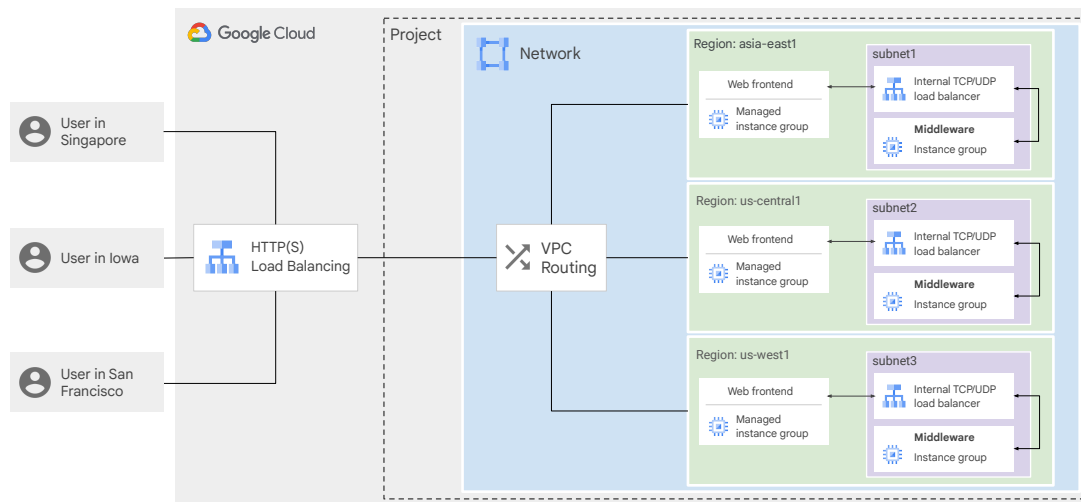 Google Cloud
Project
Network
User in
Singapore
User in Iowa
User in San
Francisco
HTTP(S)
Load Balancing
VPC
Routing
Region: asia-east1
Web frontend
Managed
instance group
subnet1
Internal TCP/UDP
load balancer
Middleware
Instance group
Region: us-central1
Web frontend
Managed
instance group
subnet2
Internal TCP/UDP
load balancer
Middleware
Instance group
Region: us-west1
Web frontend
Managed
instance group
subnet3
Internal TCP/UDP
load balancer
Middleware
Instance group